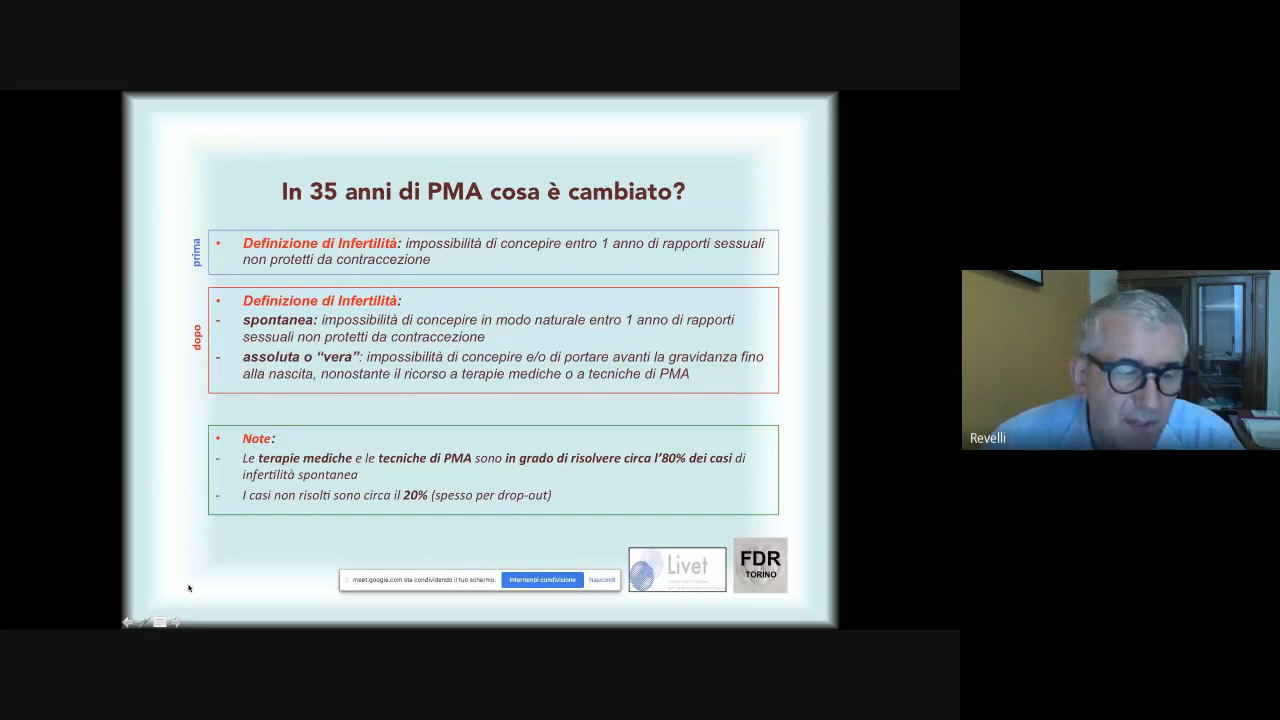 In 35 anni di PMA cosa è cambiato?
prima
• Definizione di Infertilità: impossibilità di concepire entro 1 anno di rapporti sessuali
non protetti da contraccezione
dopo
• Definizione di Infertilità:
- spontanea: impossibilità di concepire in modo naturale entro 1 anno di rapporti
sessuali non protetti da contraccezione
- assoluta o “vera”: impossibilità di concepire e/o di portare avanti la gravidanza fino
alla nascita, nonostante il ricorso a terapie mediche o a tecniche di PMA
• Note:
- Le terapie mediche e le tecniche di PMA sono in grado di risolvere circa l’80% dei casi di
infertilità spontanea
- I casi non risolti sono circa il 20% (spesso per drop-out)
meet.google.com sta condividendo il tuo schermo. Interrompi condivisione Nascondi
Livet
FDR
TORINO
Revelli